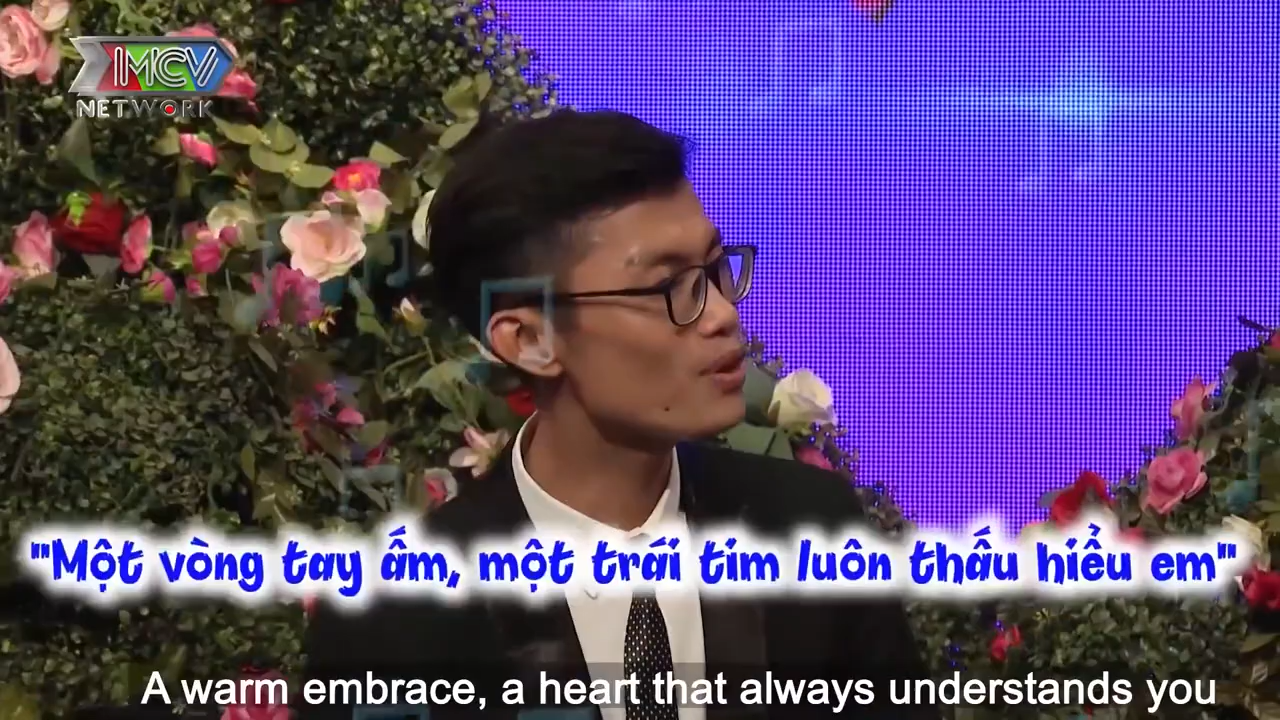 MCV
NETWORK
"'Một vòng tay ấm, một trái tim luôn thấu hiểu em'"
A warm embrace, a heart that always understands you